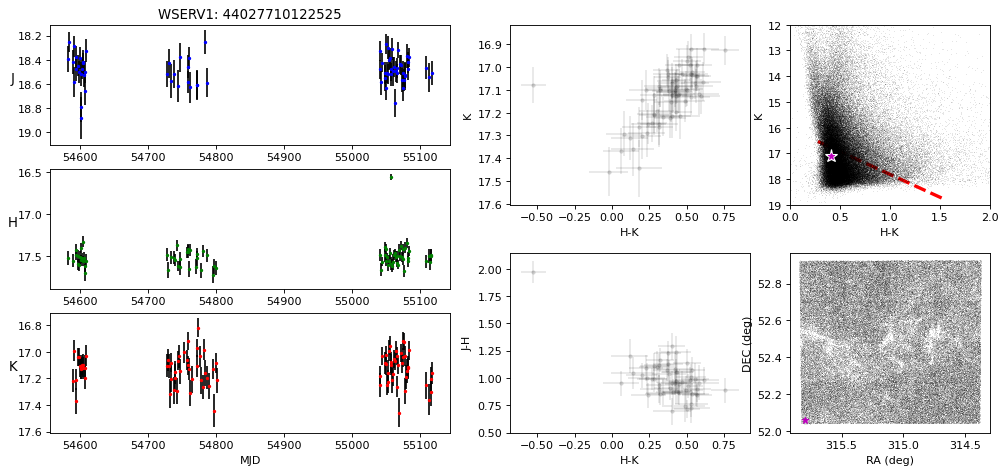 WSERV1: 44027710122525
J
18.2
18.4
18.6
18.8
19.0
54600 54700 54800 54900 55000 55100
H
16.5
17.0
17.5
54600 54700 54800 54900 55000 55100
K
16.8
17.0
17.2
17.4
17.6
54600 54700 54800 54900 55000 55100
MJD
K
16.9
17.0
17.1
17.2
17.3
17.4
17.5
17.6
−0.50 −0.25 0.00 0.25 0.50 0.75
H-K
J-H
2.00
1.75
1.50
1.25
1.00
0.75
0.50
−0.50 −0.25 0.00 0.25 0.50 0.75
H-K
K
12
13
14
15
16
17
18
19
0.0 0.5 1.0 1.5 2.0
H-K
DEC (deg)
52.8
52.6
52.4
52.2
52.0
315.5 315.0 314.5
RA (deg)